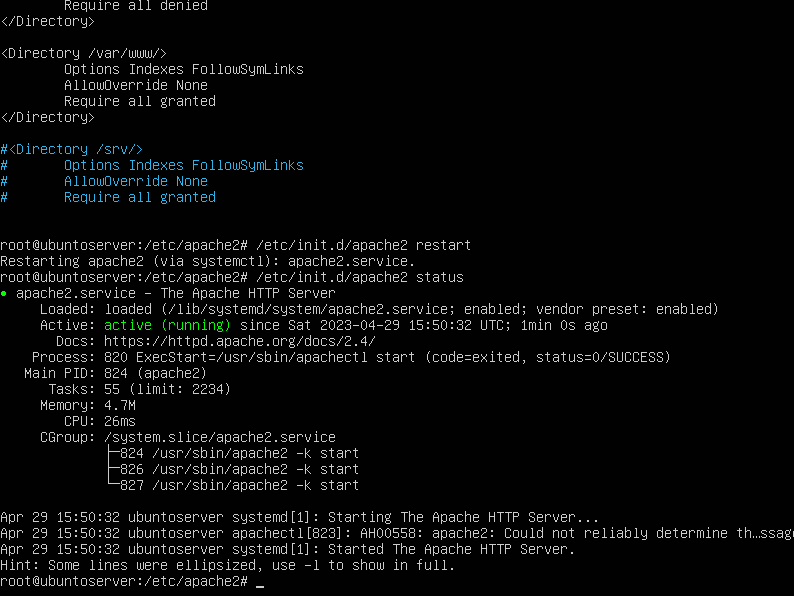 Require all denied
</Directory>

<Directory /var/www/>
        Options Indexes FollowSymLinks
        AllowOverride None
        Require all granted
</Directory>

#<Directory /srv/>
#       Options Indexes FollowSymLinks
#       AllowOverride None
#       Require all granted

root@ubuntoserver:/etc/apache2# /etc/init.d/apache2 restart
Restarting apache2 (via systemctl): apache2.service.
root@ubuntoserver:/etc/apache2# /etc/init.d/apache2 status
• apache2.service – The Apache HTTP Server
     Loaded: loaded (/lib/systemd/system/apache2.service; enabled; vendor preset: enabled)
     Active: active (running) since Sat 2023-04-29 15:50:32 UTC; 1min 0s ago
       Docs: https://httpd.apache.org/docs/2.4/
    Process: 820 ExecStart=/usr/sbin/apachectl start (code=exited, status=0/SUCCESS)
   Main PID: 824 (apache2)
      Tasks: 55 (limit: 2234)
     Memory: 4.7M
        CPU: 26ms
     CGroup: /system.slice/apache2.service
             ├─824 /usr/sbin/apache2 -k start
             ├─826 /usr/sbin/apache2 -k start
             └─827 /usr/sbin/apache2 -k start

Apr 29 15:50:32 ubuntoserver systemd[1]: Starting The Apache HTTP Server...
Apr 29 15:50:32 ubuntoserver apachectl[823]: AH00558: apache2: Could not reliably determine th…ssage
Apr 29 15:50:32 ubuntoserver systemd[1]: Started The Apache HTTP Server.
Hint: Some lines were ellipsized, use -l to show in full.
root@ubuntoserver:/etc/apache2# _